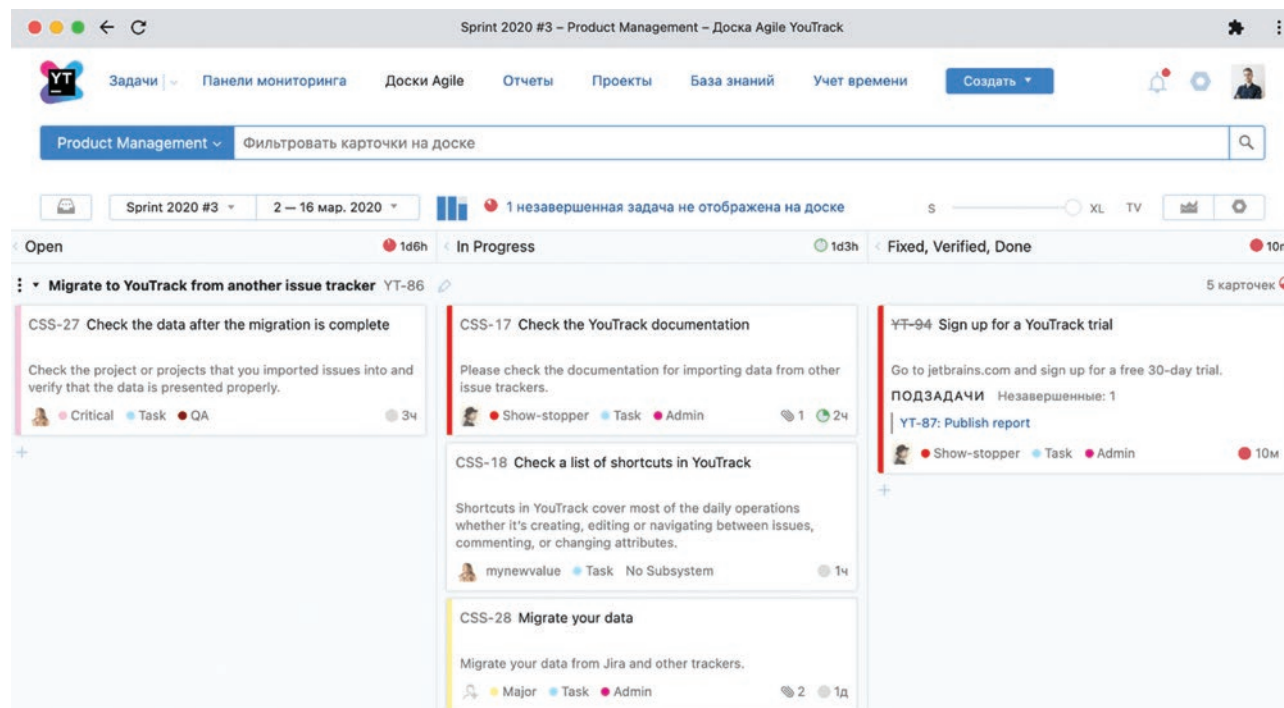 Sprint 2020 #3 – Product Management – Доска Agile YouTrack
YT
Задачи
Панели мониторинга
Доски Agile
Отчеты
Проекты
База знаний
Учет времени
Создать
Product Management
Фильтровать карточки на доске
Sprint 2020 #3
2 — 16 мар. 2020
1 незавершенная задача не отображена на доске
S
XL
TV
Open
1d6h
In Progress
1d3h
Fixed, Verified, Done
Migrate to YouTrack from another issue tracker YT-86
5 карточек
CSS-27 Check the data after the migration is complete
Check the project or projects that you imported issues into and
verify that the data is presented properly.
Critical Task QA 3ч
CSS-17 Check the YouTrack documentation
Please check the documentation for importing data from other
issue trackers.
Show-stopper Task Admin 1 2ч
CSS-18 Check a list of shortcuts in YouTrack
Shortcuts in YouTrack cover most of the daily operations
whether it's creating, editing or navigating between issues,
commenting, or changing attributes.
mynewvalue Task No Subsystem 1ч
CSS-28 Migrate your data
Migrate your data from Jira and other trackers.
Major Task Admin 2 1д
YT-94 Sign up for a YouTrack trial
Go to jetbrains.com and sign up for a free 30-day trial.
ПОДЗАДАЧИ Незавершенные: 1
YT-87: Publish report
Show-stopper Task Admin 10м